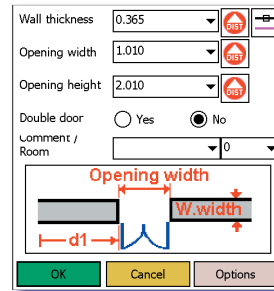 Wall thickness 0.365 DIST
Opening width 1.010 DIST
Opening height 2.010 DIST
Double door Yes No
Comment /
Room 0
Opening width
W.width
d1
OK Cancel Options